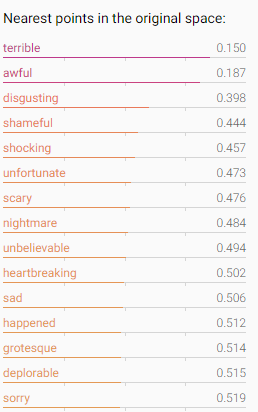 Nearest points in the original space:
terrible 0.150
awful 0.187
disgusting 0.398
shameful 0.444
shocking 0.457
unfortunate 0.473
scary 0.476
nightmare 0.484
unbelievable 0.494
heartbreaking 0.502
sad 0.506
happened 0.512
grotesque 0.514
deplorable 0.515
sorry 0.519